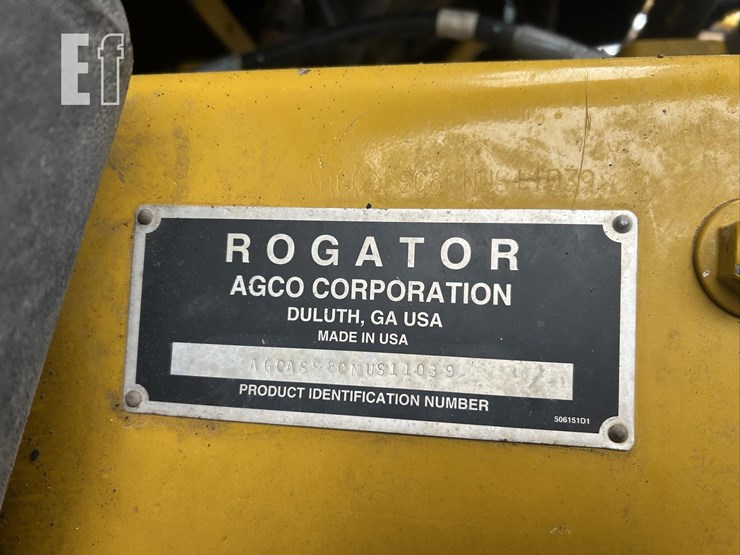 Ef
ROGATOR
AGCO CORPORATION
DULUTH, GA USA
MADE IN USA
PRODUCT IDENTIFICATION NUMBER
506151D1